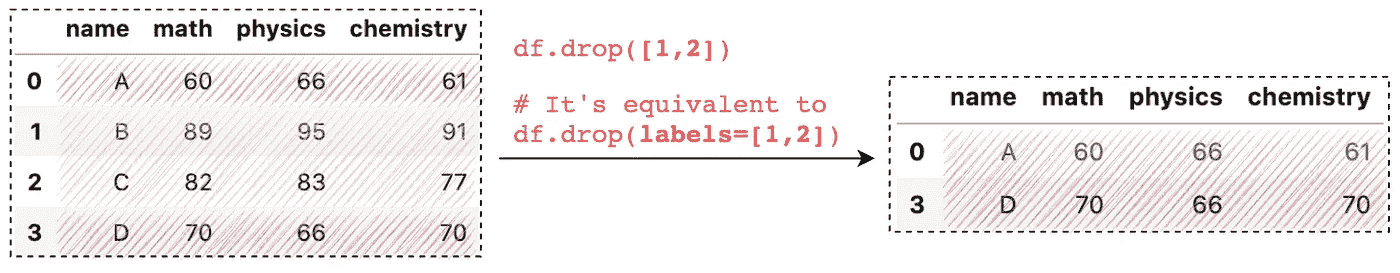 name math physics chemistry
0 A 60 66 61
1 B 89 95 91
2 C 82 83 77
3 D 70 66 70
df.drop([1,2])
# It's equivalent to
df.drop(labels=[1,2])
name math physics chemistry
0 A 60 66 61
3 D 70 66 70